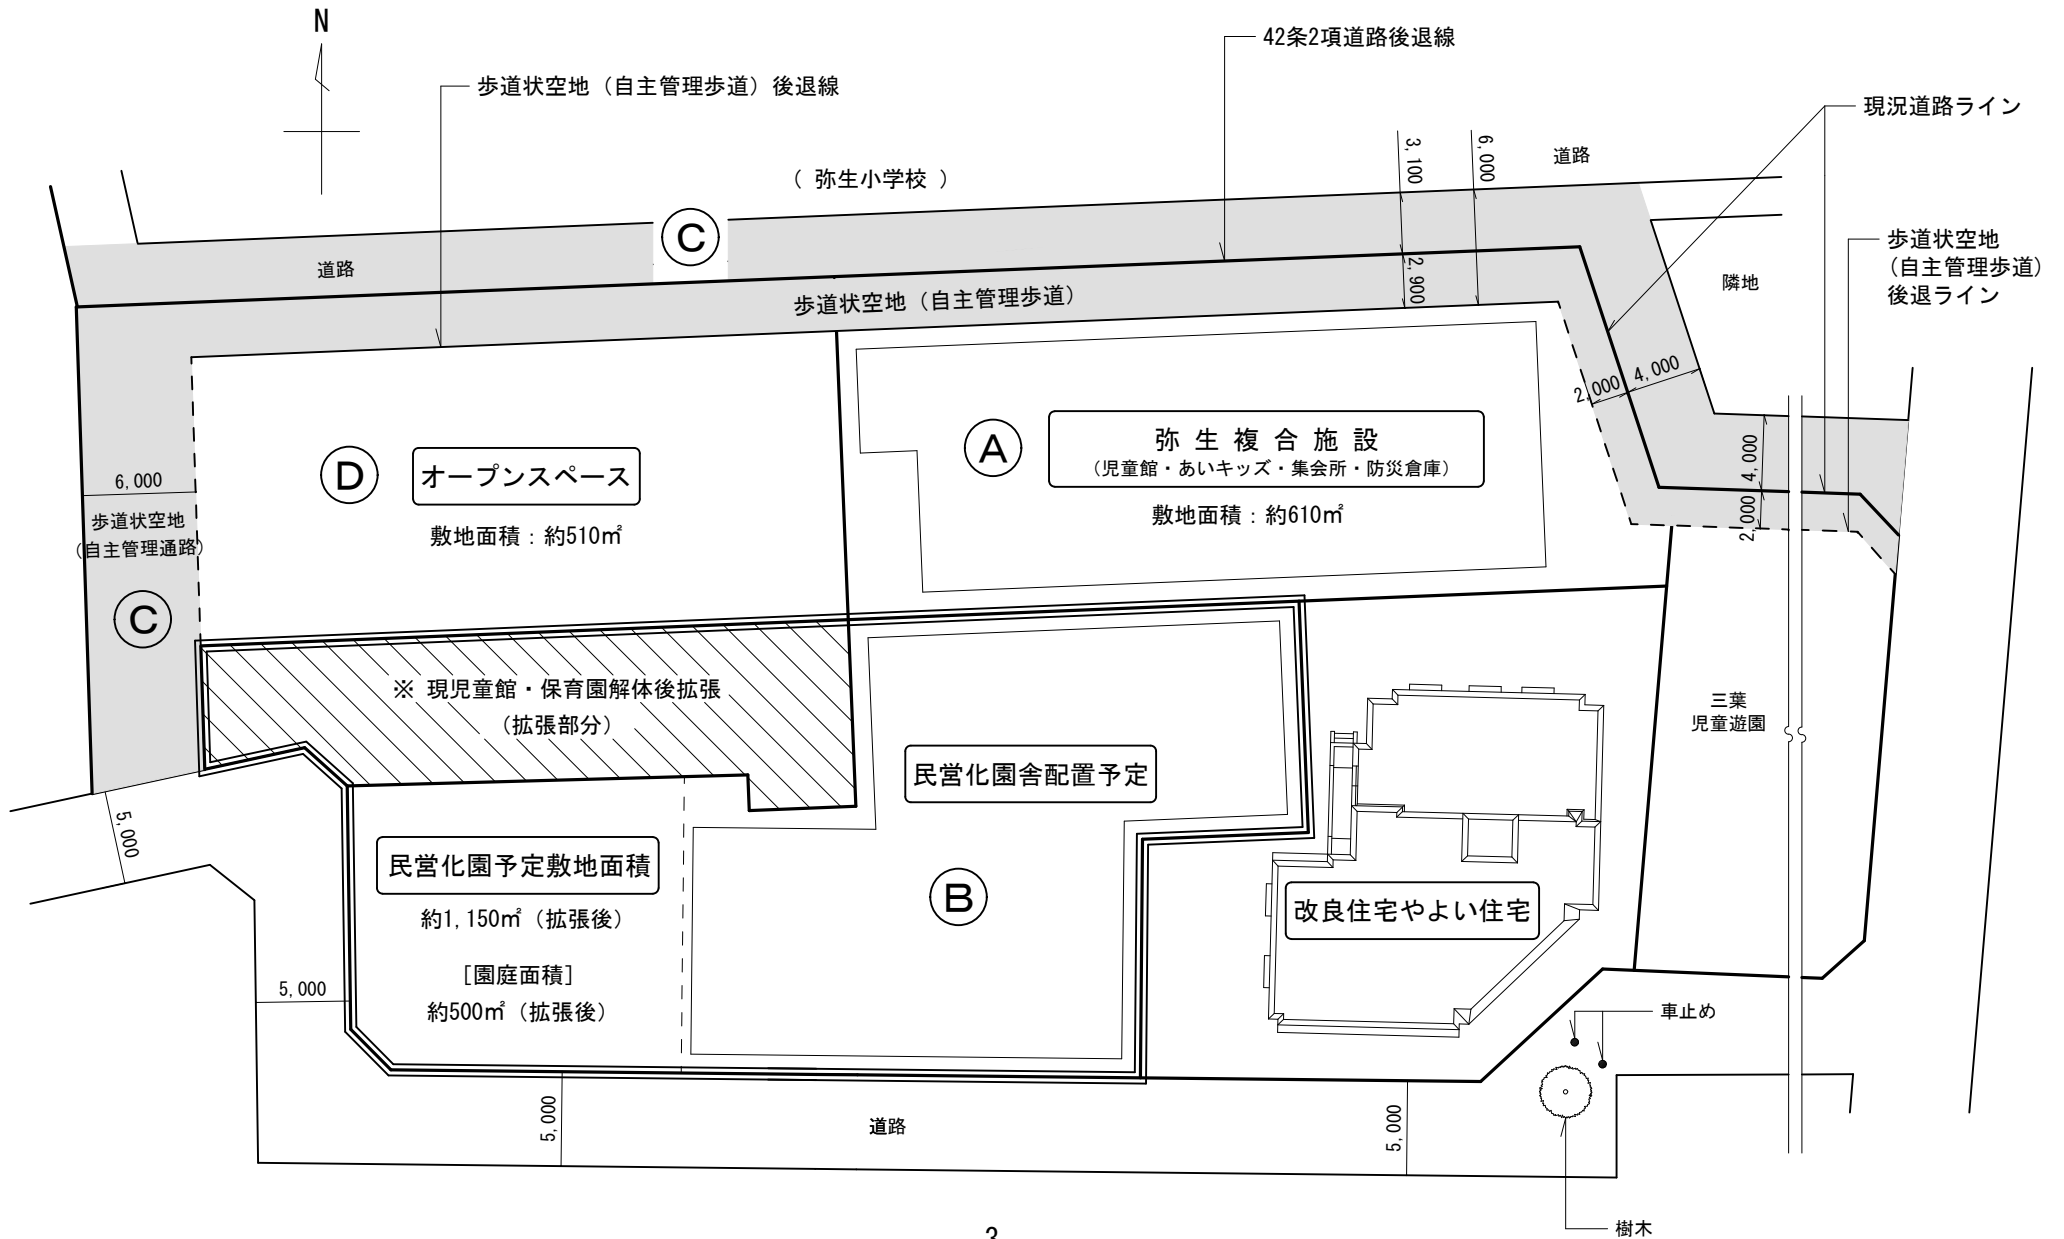 N
42条2項道路後退線
歩道状空地（自主管理歩道）後退線
現況道路ライン
3,100
6,000
道路
（ 弥生小学校 ）
C
道路
2,900
歩道状空地（自主管理歩道）
歩道状空地
（自主管理歩道）
後退ライン
隣地
2,000
4,000
弥生複合施設
（児童館・あいキッズ・集会所・防災倉庫）
A
D
オープンスペース
敷地面積：約510㎡
敷地面積：約610㎡
6,000
歩道状空地
（自主管理通路）
4,000
2,000
C
※ 現児童館・保育園解体後拡張
（拡張部分）
三葉
児童遊園
民営化園舎配置予定
5,000
民営化園予定敷地面積
約1,150㎡（拡張後）
B
改良住宅やよい住宅
［園庭面積］
約500㎡（拡張後）
5,000
車止め
5,000
道路
5,000
樹木
3